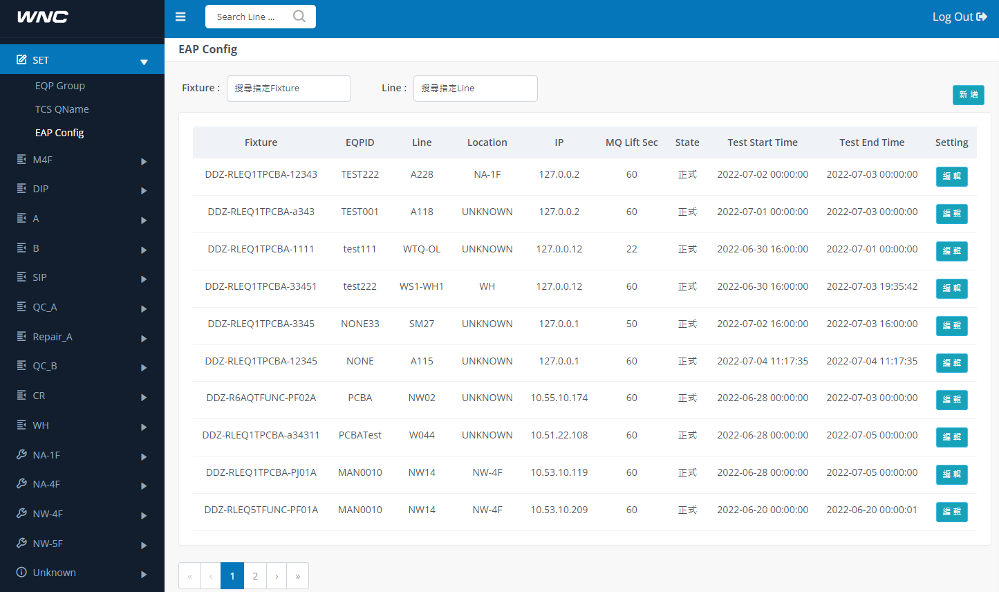 WNC
Search Line ...
Log Out
SET
EQP Group
TCS QName
EAP Config
M4F
DIP
A
B
SIP
QC_A
Repair_A
QC_B
CR
WH
NA-1F
NA-4F
NW-4F
NW-5F
Unknown
EAP Config
Fixture : 搜尋指定Fixture Line : 搜尋指定Line
新 增
Fixture EQPID Line Location IP MQ Lift Sec State Test Start Time Test End Time Setting
DDZ-RLEQ1TPCBA-12343 TEST222 A228 NA-1F 127.0.0.2 60 正式 2022-07-02 00:00:00 2022-07-03 00:00:00 編 輯
DDZ-RLEQ1TPCBA-a343 TEST001 A118 UNKNOWN 127.0.0.2 60 正式 2022-07-01 00:00:00 2022-07-03 00:00:00 編 輯
DDZ-RLEQ1TPCBA-1111 test111 WTQ-OL UNKNOWN 127.0.0.12 22 正式 2022-06-30 16:00:00 2022-07-01 00:00:00 編 輯
DDZ-RLEQ1TPCBA-33451 test222 WS1-WH1 WH 127.0.0.12 60 正式 2022-06-30 16:00:00 2022-07-03 19:35:42 編 輯
DDZ-RLEQ1TPCBA-3345 NONE33 SM27 UNKNOWN 127.0.0.1 50 正式 2022-07-02 16:00:00 2022-07-03 16:00:00 編 輯
DDZ-RLEQ1TPCBA-12345 NONE A115 UNKNOWN 127.0.0.1 60 正式 2022-07-04 11:17:35 2022-07-04 11:17:35 編 輯
DDZ-R6AQTFUNC-PF02A PCBA NW02 UNKNOWN 10.55.10.174 60 正式 2022-06-28 00:00:00 2022-07-03 00:00:00 編 輯
DDZ-RLEQ1TPCBA-a34311 PCBATest W044 UNKNOWN 10.51.22.108 60 正式 2022-06-28 00:00:00 2022-07-05 00:00:00 編 輯
DDZ-RLEQ1TPCBA-PJ01A MAN0010 NW14 NW-4F 10.53.10.119 60 正式 2022-06-28 00:00:00 2022-07-05 00:00:00 編 輯
DDZ-RLEQ5TFUNC-PF01A MAN0010 NW14 NW-4F 10.53.10.209 60 正式 2022-06-20 00:00:00 2022-06-20 00:00:01 編 輯
« ‹ 1 2 › »